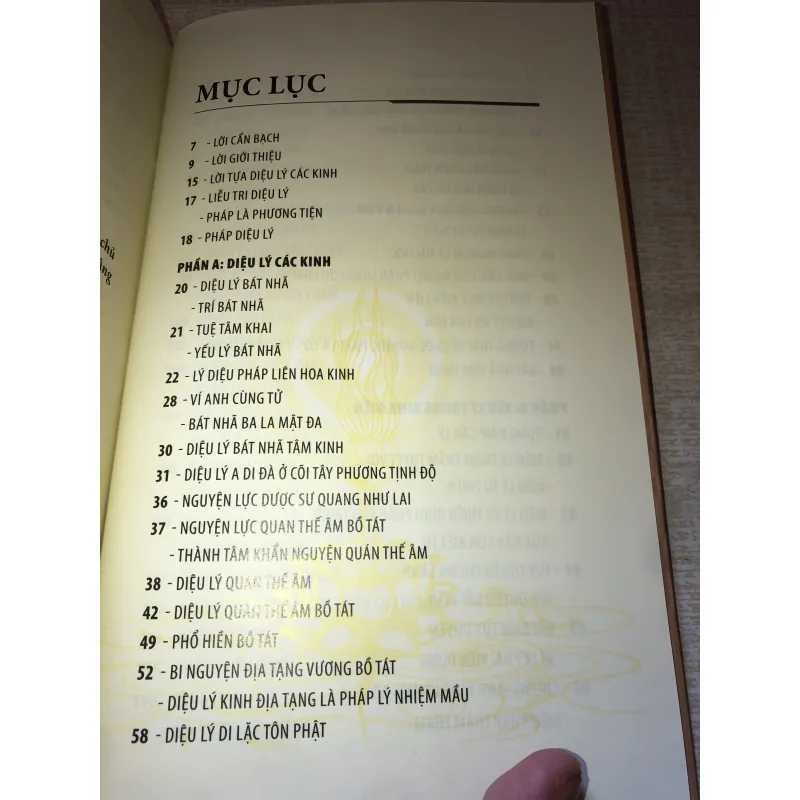 MỤC LỤC
7 - LỜI CẨN BẠCH
9 - LỜI GIỚI THIỆU
15 - LỜI TỰA DIỆU LÝ CÁC KINH
17 - LIỄU TRI DIỆU LÝ
- PHÁP LÀ PHƯƠNG TIỆN
18 - PHÁP DIỆU LÝ
PHẦN A: DIỆU LÝ CÁC KINH
20 - DIỆU LÝ BÁT NHÃ
- TRÍ BÁT NHÃ
21 - TUỆ TÂM KHAI
- YẾU LÝ BÁT NHÃ
22 - LÝ DIỆU PHÁP LIÊN HOA KINH
28 - VÍ ANH CÙNG TỬ
- BÁT NHÃ BA LA MẬT ĐA
30 - DIỆU LÝ BÁT NHÃ TÂM KINH
31 - DIỆU LÝ A DI ĐÀ Ở CÕI TÂY PHƯƠNG TỊNH ĐỘ
36 - NGUYỆN LỰC DƯỢC SƯ QUANG NHƯ LAI
37 - NGUYỆN LỰC QUAN THẾ ÂM BỒ TÁT
- THÀNH TÂM KHẨN NGUYỆN QUÁN THẾ ÂM
38 - DIỆU LÝ QUAN THẾ ÂM
42 - DIỆU LÝ QUAN THẾ ÂM BỒ TÁT
49 - PHỔ HIỀN BỒ TÁT
52 - BI NGUYỆN ĐỊA TẠNG VƯƠNG BỒ TÁT
- DIỆU LÝ KINH ĐỊA TẠNG LÀ PHÁP LÝ NHIỆM MẦU
58 - DIỆU LÝ DI LẶC TÔN PHẬT